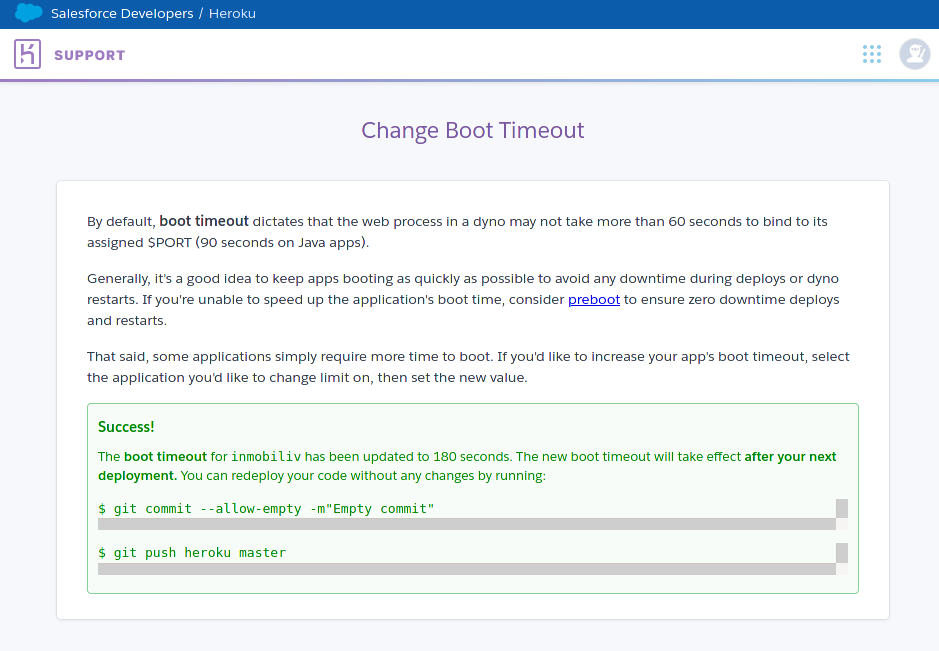 Salesforce Developers / Heroku
SUPPORT
Change Boot Timeout
By default, boot timeout dictates that the web process in a dyno may not take more than 60 seconds to bind to its
assigned $PORT (90 seconds on Java apps).
Generally, it's a good idea to keep apps booting as quickly as possible to avoid any downtime during deploys or dyno
restarts. If you're unable to speed up the application's boot time, consider preboot to ensure zero downtime deploys
and restarts.
That said, some applications simply require more time to boot. If you'd like to increase your app's boot timeout, select
the application you'd like to change limit on, then set the new value.
Success!
The boot timeout for inmobiliv has been updated to 180 seconds. The new boot timeout will take effect after your next
deployment. You can redeploy your code without any changes by running:
$ git commit --allow-empty -m"Empty commit"
$ git push heroku master